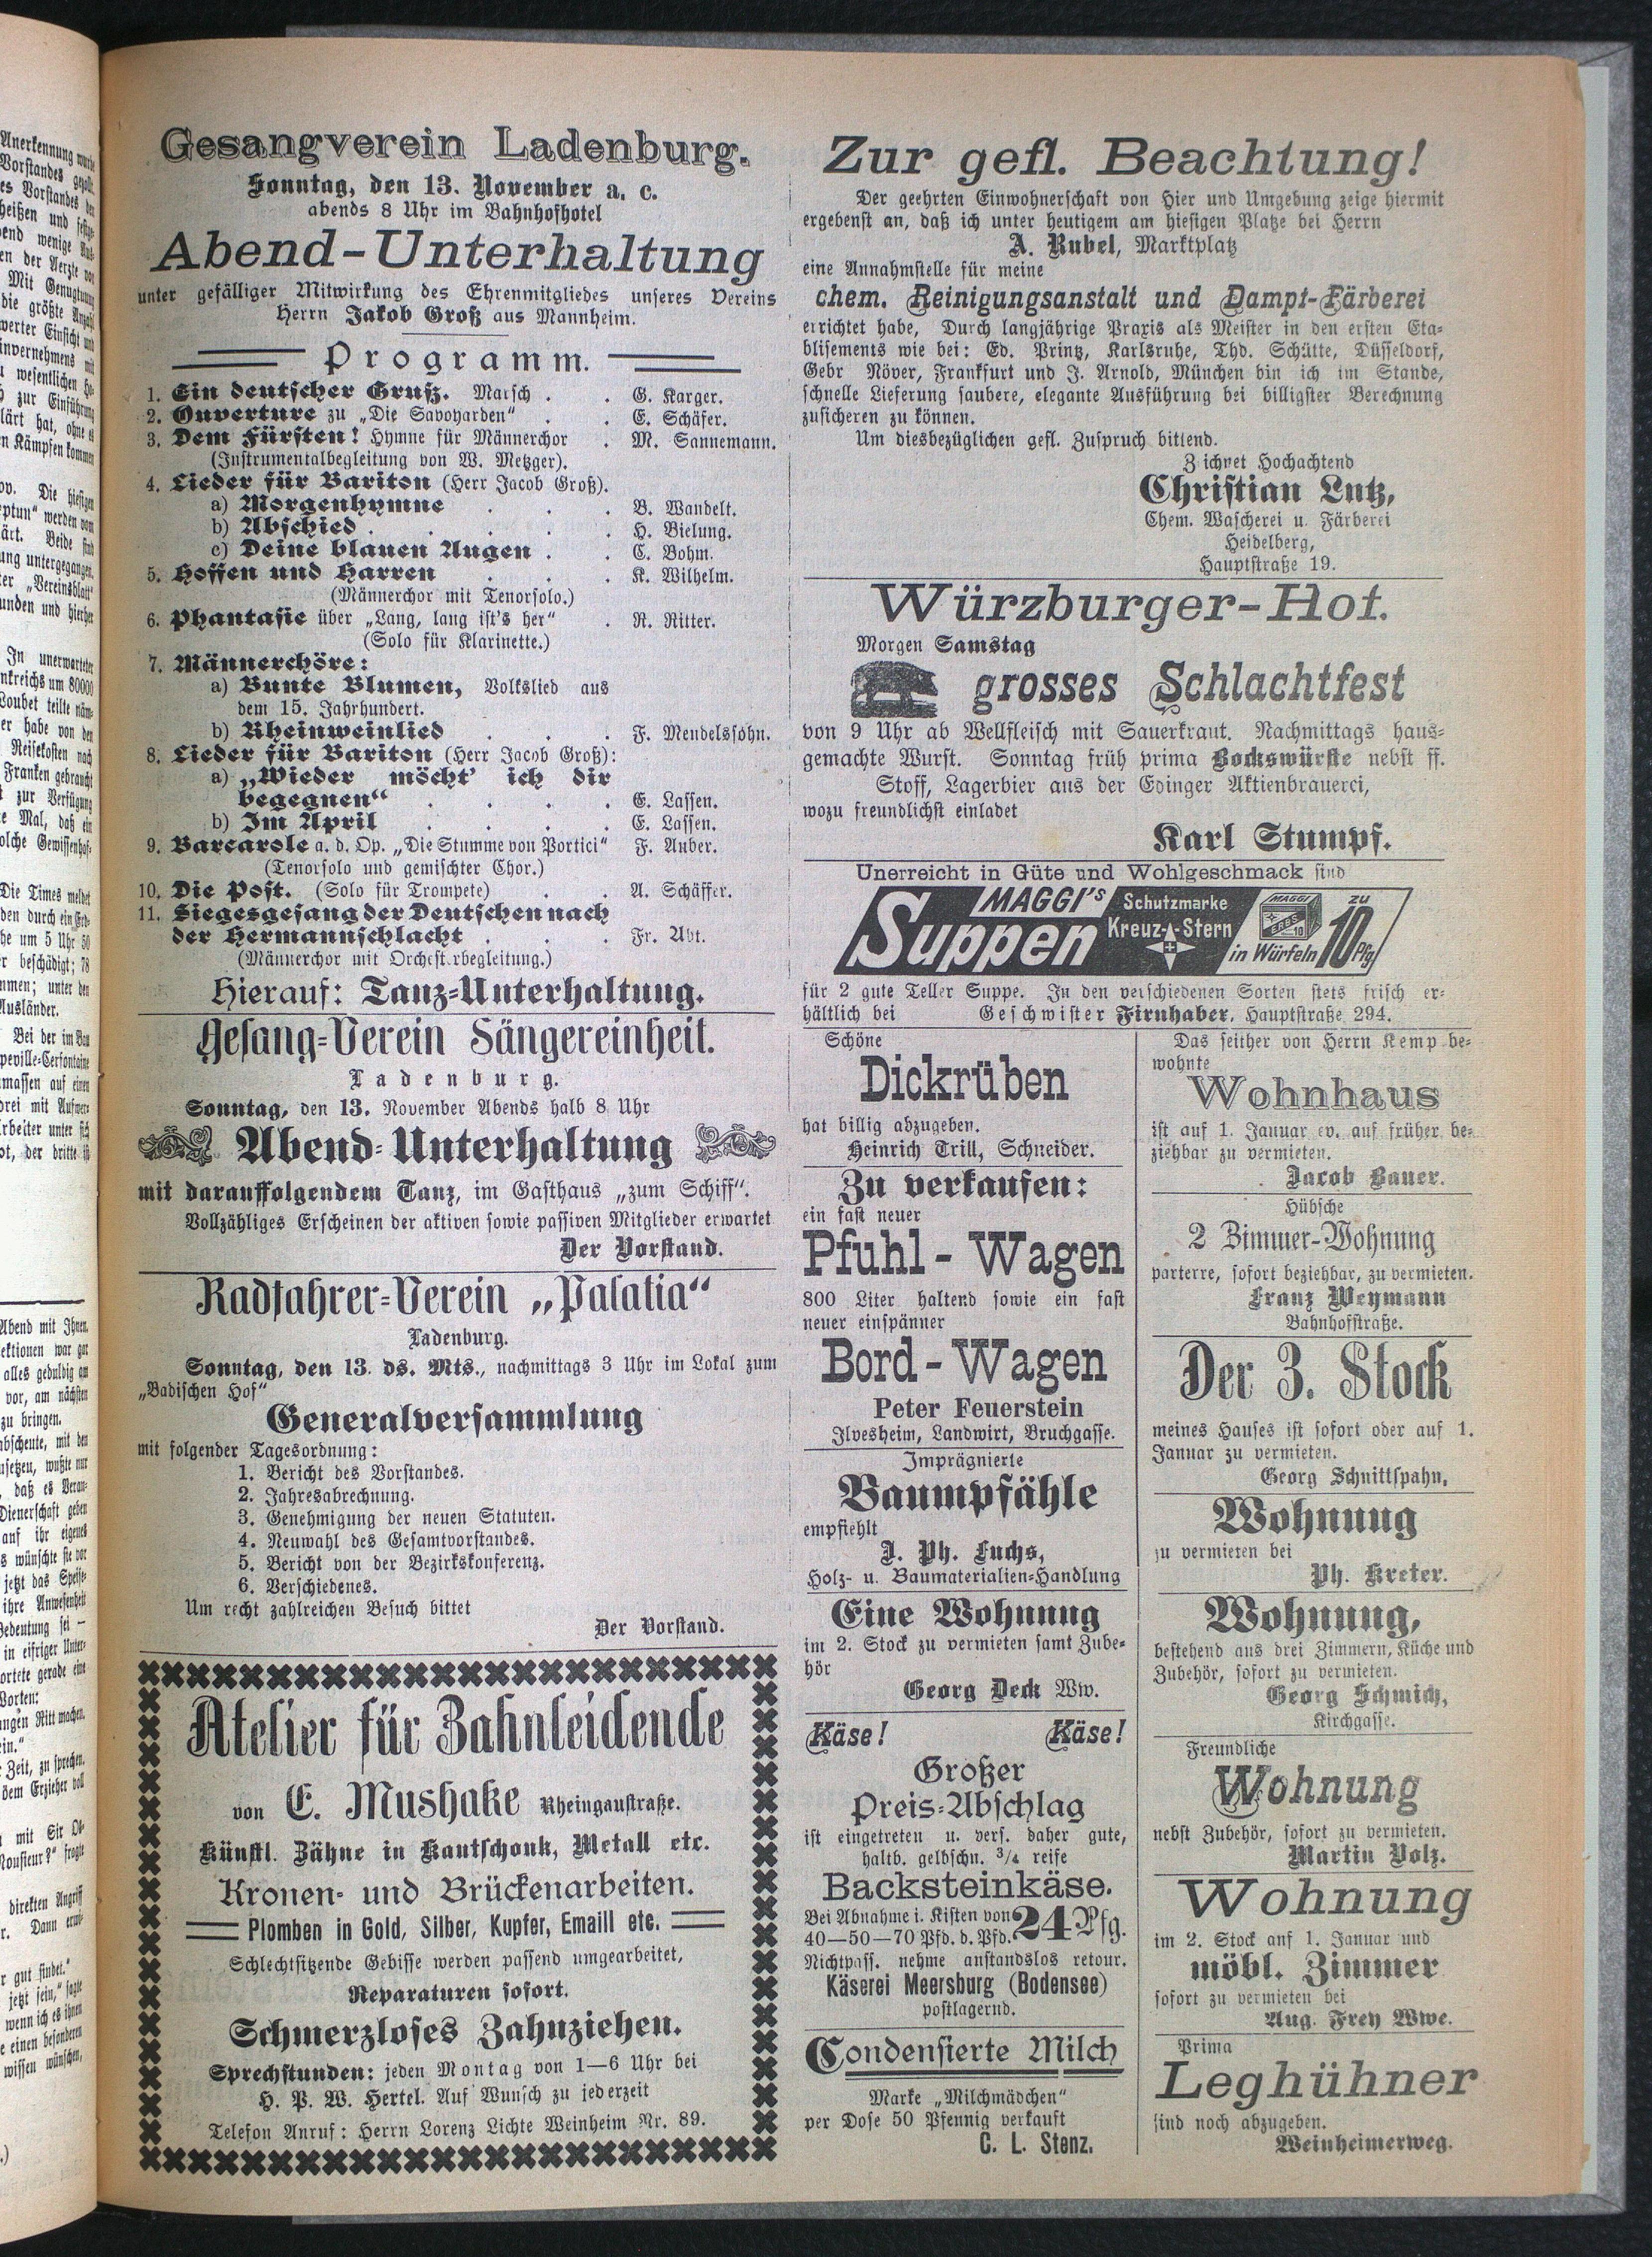 Gesangverein Ladenburg.
Sonntag, den 13. November a. c.
abends 8 Uhr im Bahnhofhotel
Abend-Unterhaltung
unter gefälliger Mitwirkung des Ehrenmitgliedes unseres Vereins
Herrn Jakob Groß aus Mannheim.
Programm.
1. Ein deutscher Gruß. Marsch . . G. Karger.
2. Ouverture zu „Die Savoyarden“ . . E. Schäfer.
3. Dem Fürsten! Hymne für Männerchor . M. Sannemann.
(Instrumentalbegleitung von W. Metzger).
4. Lieder für Bariton (Herr Jacob Groß).
a) Morgenhymne . . . B. Wandelt.
b) Abschied . . . . H. Bielung.
c) Deine blauen Augen . . C. Bohm.
5. Hoffen und Harren . . . K. Wilhelm.
(Männerchor mit Tenorsolo.)
6. Phantasie über „Lang, lang ist's her“ . R. Ritter.
(Solo für Klarinette.)
7. Männerchöre:
a) Bunte Blumen, Volkslied aus
dem 15. Jahrhundert.
b) Rheinweinlied . . . F. Mendelssohn.
8. Lieder für Bariton (Herr Jacob Groß):
a) „Wieder möcht' ich dir
begegnen“ . . . . E. Lassen.
b) Im April . . . . E. Lassen.
9. Barcarole a. d. Op. „Die Stumme von Portici“ F. Auber.
(Tenorsolo und gemischter Chor.)
10. Die Post. (Solo für Trompete) . . A. Schäffer.
11. Siegesgesang der Deutschen nach
der Hermannschlacht . . . Fr. Abt.
(Männerchor mit Orchesterbegleitung.)
Hierauf: Tanz-Unterhaltung.
Gesang-Verein Sängereinheit.
Ladenburg.
Sonntag, den 13. November Abends halb 8 Uhr
Abend-Unterhaltung
mit darauffolgendem Tanz, im Gasthaus „zum Schiff“.
Vollzähliges Erscheinen der aktiven sowie passiven Mitglieder erwartet
Der Vorstand.
Radfahrer-Verein „Palatia“
Ladenburg.
Sonntag, den 13. ds. Mts., nachmittags 3 Uhr im Lokal zum
„Badischen Hof“
Generalversammlung
mit folgender Tagesordnung:
1. Bericht des Vorstandes.
2. Jahresabrechnung.
3. Genehmigung der neuen Statuten.
4. Neuwahl des Gesamtvorstandes.
5. Bericht von der Bezirkskonferenz.
6. Verschiedenes.
Um recht zahlreichen Besuch bittet
Der Vorstand.
Atelier für Zahnleidende
von E. Mushake Rheingaustraße.
Künstl. Zähne in Kautschouk, Metall etc.
Kronen- und Brückenarbeiten.
Plomben in Gold, Silber, Kupfer, Emaill etc.
Schlechtsitzende Gebisse werden passend umgearbeitet,
Reparaturen sofort.
Schmerzloses Zahnziehen.
Sprechstunden: jeden Montag von 1—6 Uhr bei
H. P. W. Hertel. Auf Wunsch zu jederzeit
Telefon Anruf: Herrn Lorenz Lichte Weinheim Nr. 89.
Zur gefl. Beachtung!
Der geehrten Einwohnerschaft von Hier und Umgebung zeige hiermit
ergebenst an, daß ich unter heutigem am hiesigen Platze bei Herrn
A. Rubel, Marktplatz
eine Annahmstelle für meine
chem. Reinigungsanstalt und Dampf-Färberei
errichtet habe, Durch langjährige Praxis als Meister in den ersten Eta-
blisements wie bei: Ed. Printz, Karlsruhe, Thd. Schütte, Düsseldorf,
Gebr Röver, Frankfurt und J. Arnold, München bin ich im Stande,
schnelle Lieferung saubere, elegante Ausführung bei billigster Berechnung
zusicheren zu können.
Um diesbezüglichen gefl. Zuspruch bittend.
Z ichnet Hochachtend
Christian Lutz,
Chem. Wascherei u. Färberei
Heidelberg,
Hauptstraße 19.
Würzburger-Hof.
Morgen Samstag
grosses Schlachtfest
von 9 Uhr ab Wellfleisch mit Sauerkraut. Nachmittags haus-
gemachte Wurst. Sonntag früh prima Bockswürste nebst ff.
Stoff, Lagerbier aus der Edinger Aktienbrauerei,
wozu freundlichst einladet
Karl Stumpf.
Unerreicht in Güte und Wohlgeschmack sind
MAGGI's Suppen
Schutzmarke
Kreuz-Stern
MAGGI
ERBS
10
in Würfeln
zu 10 Pfg
für 2 gute Teller Suppe. In den verschiedenen Sorten stets frisch er-
hältlich bei Geschwister Firnhaber, Hauptstraße 294.
Schöne
Dickrüben
hat billig abzugeben.
Heinrich Trill, Schneider.
Zu verkaufen:
ein fast neuer
Pfuhl-Wagen
800 Liter haltend sowie ein fast
neuer einspänner
Bord-Wagen
Peter Feuerstein
Ilvesheim, Landwirt, Bruchgasse.
Imprägnierte
Baumpfähle
empfiehlt
J. Ph. Fuchs,
Holz- u. Baumaterialien-Handlung
Eine Wohnung
im 2. Stock zu vermieten samt Zube-
hör
Georg Deck Ww.
Käse! Käse!
Großer
Preis-Abschlag
ist eingetreten u. vers. daher gute,
haltb. gelbschn. 3/4 reife
Backsteinkäse.
Bei Abnahme i. Kisten von
40—50—70 Pfd. d. Pfd. 24 Pfg.
Nichtpass. nehme anstandslos retour.
Käserei Meersburg (Bodensee)
postlagernd.
Condensierte Milch
Marke „Milchmädchen“
per Dose 50 Pfennig verkauft
C. L. Stenz.
Das seither von Herrn Kemp be-
wohnte
Wohnhaus
ist auf 1. Januar ev. auf früher be-
ziehbar zu vermieten.
Jacob Bauer.
Hübsche
2 Zimmer-Wohnung
parterre, sofort beziehbar, zu vermieten.
Franz Weymann
Bahnhofstraße.
Der 3. Stock
meines Hauses ist sofort oder auf 1.
Januar zu vermieten.
Georg Schnittspahn,
Wohnung
zu vermieten bei
Ph. Kreter.
Wohnung,
bestehend aus drei Zimmern, Küche und
Zubehör, sofort zu vermieten.
Georg Schmich,
Kirchgasse.
Freundliche
Wohnung
nebst Zubehör, sofort zu vermieten.
Martin Volz.
Wohnung
im 2. Stock auf 1. Januar und
möbl. Zimmer
sofort zu vermieten bei
Aug. Frey Wwe.
Prima
Leghühner
sind noch abzugeben.
Weinheimerweg.